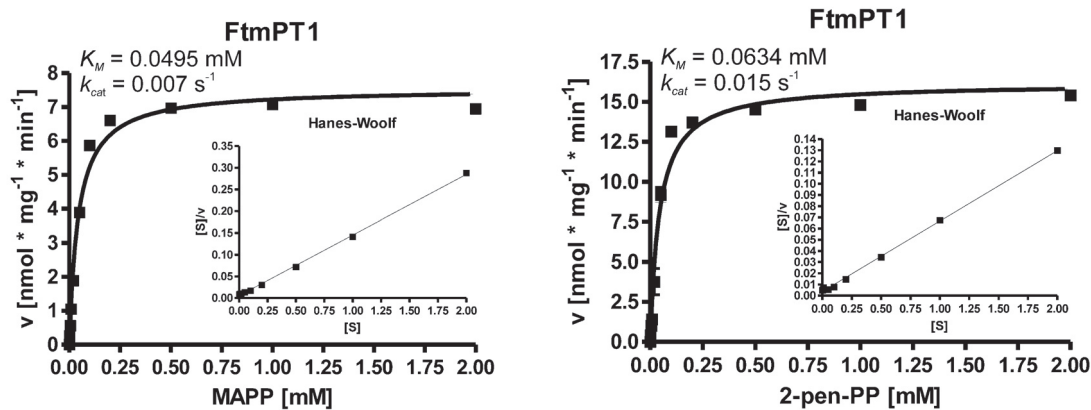 FtmPT1
K_M = 0.0495 mM
k_cat = 0.007 s⁻¹
v [nmol * mg⁻¹ * min⁻¹]
8
7
6
5
4
3
2
1
0
0.00 0.25 0.50 0.75 1.00 1.25 1.50 1.75 2.00
MAPP [mM]
Hanes-Woolf
[S]/v
0.35
0.30
0.25
0.20
0.15
0.10
0.05
0.00
0.00 0.25 0.50 0.75 1.00 1.25 1.50 1.75 2.00
[S]
FtmPT1
K_M = 0.0634 mM
k_cat = 0.015 s⁻¹
v [nmol * mg⁻¹ * min⁻¹]
17.5
15.0
12.5
10.0
7.5
5.0
2.5
0.0
0.00 0.25 0.50 0.75 1.00 1.25 1.50 1.75 2.00
2-pen-PP [mM]
Hanes-Woolf
[S]/v
0.14
0.13
0.12
0.11
0.10
0.09
0.08
0.07
0.06
0.05
0.04
0.03
0.02
0.01
0.00
0.00 0.25 0.50 0.75 1.00 1.25 1.50 1.75 2.00
[S]